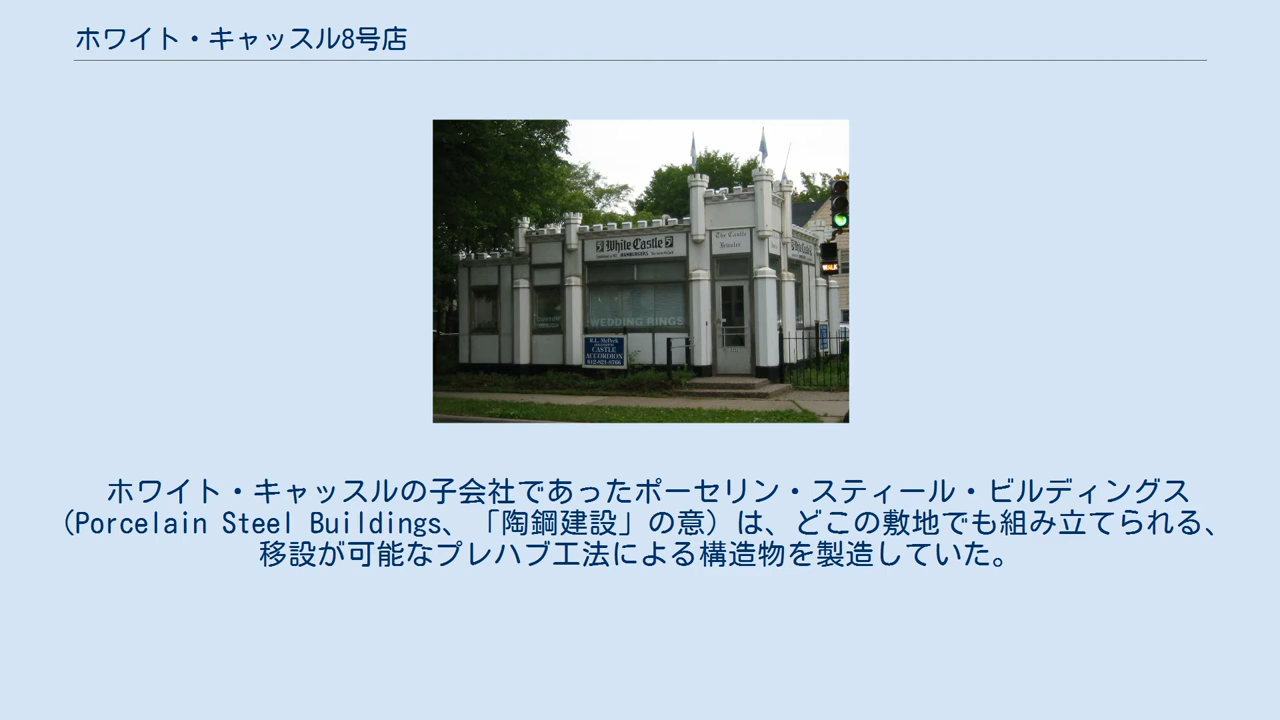 ホワイト・キャッスル8号店
White Castle
HAMBURGERS
The Castle
Jeweler
WEDDING RINGS
CASTLE
ACCORDION
WALK
ホワイト・キャッスルの子会社であったポーセリン・スティール・ビルディングス
（Porcelain Steel Buildings、「陶鋼建設」の意）は、どこの敷地でも組み立てられる、
移設が可能なプレハブ工法による構造物を製造していた。